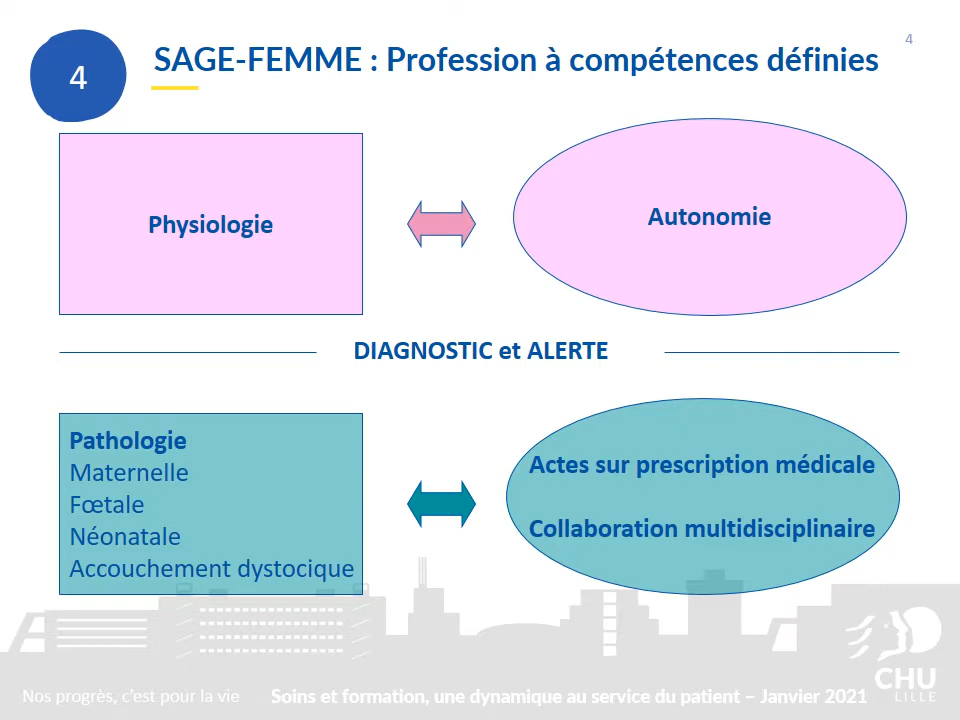 4
SAGE-FEMME : Profession à compétences définies
4
Physiologie
Autonomie
DIAGNOSTIC et ALERTE
Pathologie
Maternelle
Fœtale
Néonatale
Accouchement dystocique
Actes sur prescription médicale
Collaboration multidisciplinaire
Nos progrès, c'est pour la vie
Soins et formation, une dynamique au service du patient – Janvier 2021
CHU
LILLE